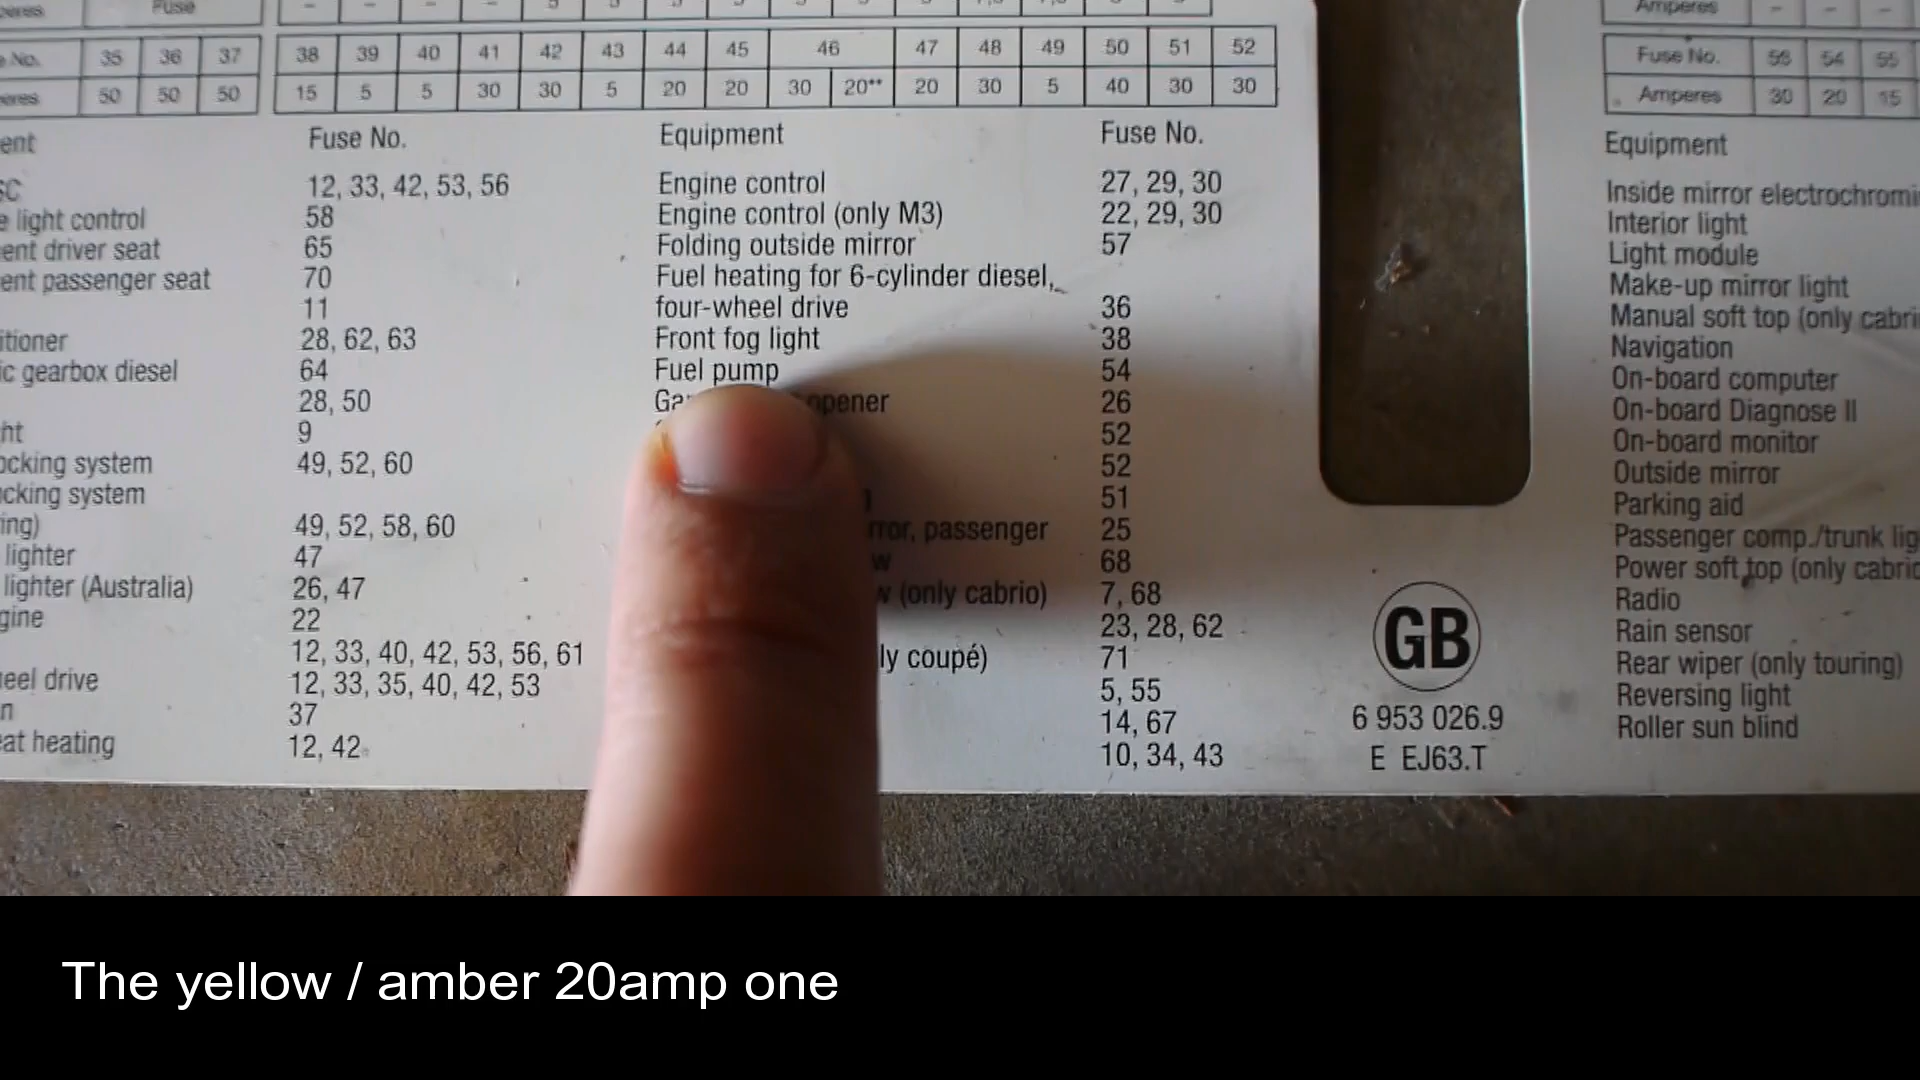 Fuse
Amperes - - -
No. 35 36 37 38 39 40 41 42 43 44 45 46 47 48 49 50 51 52
50 50 50 15 5 5 30 30 5 20 20 30 20** 20 30 5 40 30 30
Fuse No. 53 54 55
Amperes 30 20 15
Fuse No.
12, 33, 42, 53, 56
light control 58
driver seat 65
passenger seat 70
11
28, 62, 63
gearbox diesel 64
28, 50
9
system 49, 52, 60
system
49, 52, 58, 60
lighter 47
lighter (Australia) 26, 47
22
12, 33, 40, 42, 53, 56, 61
drive 12, 33, 35, 40, 42, 53
37
heating 12, 42
Equipment Fuse No.
Engine control 27, 29, 30
Engine control (only M3) 22, 29, 30
Folding outside mirror 57
Fuel heating for 6-cylinder diesel,
four-wheel drive 36
Front fog light 38
Fuel pump 54
opener 26
52
52
51
passenger 25
68
(only cabrio) 7, 68
23, 28, 62
coupé) 71
5, 55
14, 67
10, 34, 43
GB
6 953 026.9
E EJ63.T
Equipment
Inside mirror
Interior light
Light module
Make-up mirror light
Manual soft top (only
Navigation
On-board computer
On-board Diagnose II
On-board monitor
Outside mirror
Parking aid
Passenger comp./trunk
Power soft top (only
Radio
Rain sensor
Rear wiper (only touring)
Reversing light
Roller sun blind
The yellow / amber 20amp one